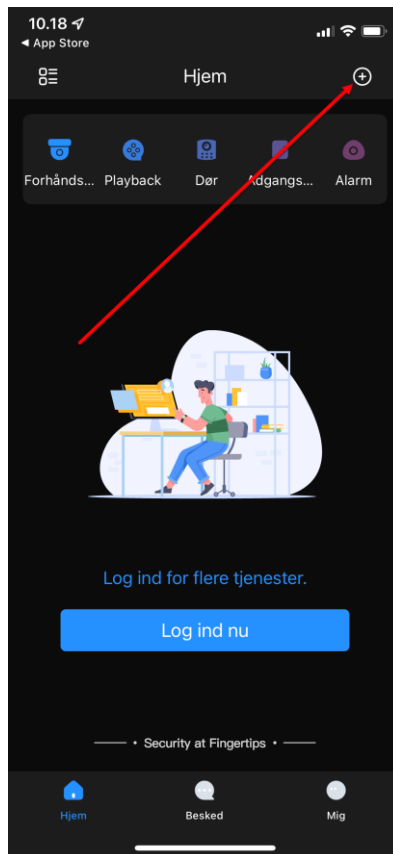 10.18
◀ App Store
Hjem
Forhånds... Playback Dør Adgangs... Alarm
Log ind for flere tjenester.
Log ind nu
Security at Fingertips
Hjem Besked Mig